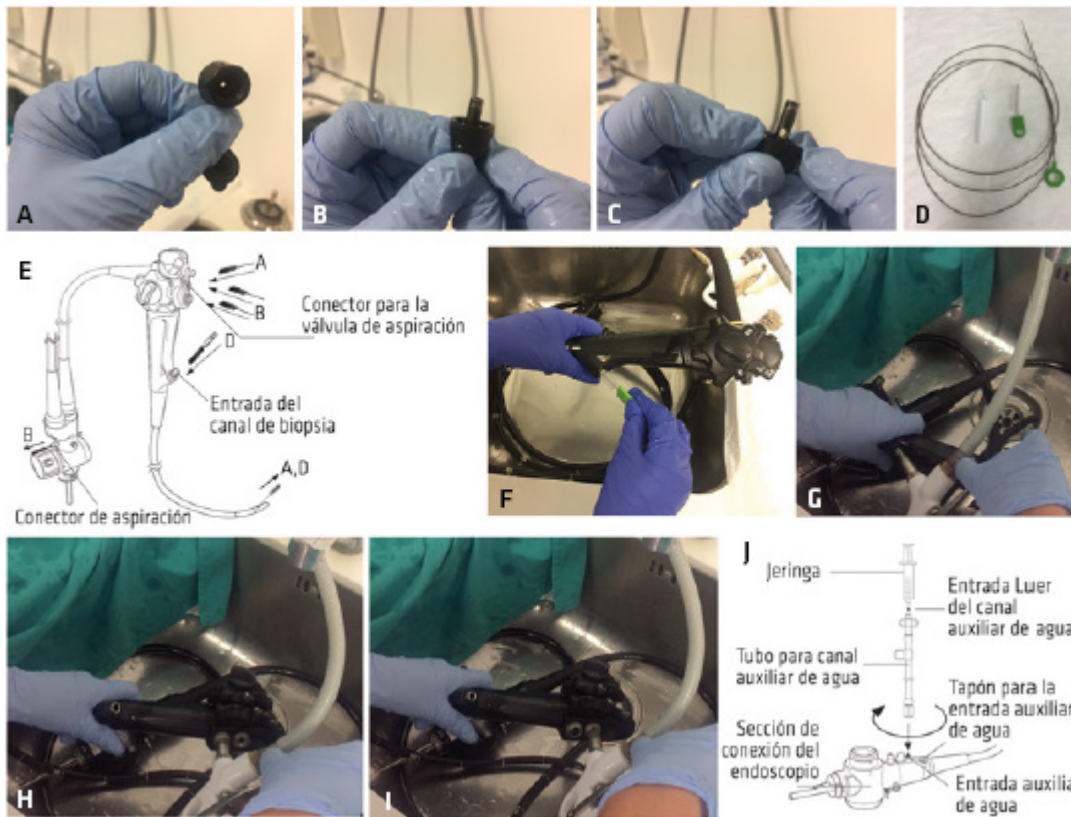 A
B
C
D
E
A
B
D
Conector para la
válvula de aspiración
Entrada del
canal de biopsia
B
A,D
Conector de aspiración
F
G
H
I
J
Jeringa
Entrada Luer
del canal
auxiliar de agua
Tubo para canal
auxiliar de agua
Tapón para la
entrada auxiliar
de agua
Sección de
conexión del
endoscopio
Entrada auxilia
de agua